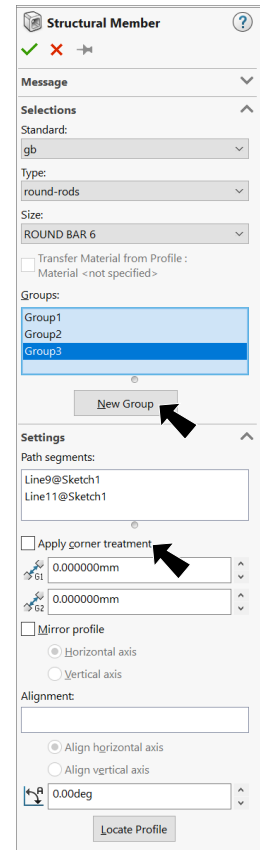 Structural Member
?
Message
Selections
Standard:
gb
Type:
round-rods
Size:
ROUND BAR 6
Transfer Material from Profile :
Material <not specified>
Groups:
Group1
Group2
Group3
New Group
Settings
Path segments:
Line9@Sketch1
Line11@Sketch1
Apply corner treatment
G1 0.000000mm
G2 0.000000mm
Mirror profile
Horizontal axis
Vertical axis
Alignment:
Align horizontal axis
Align vertical axis
A 0.00deg
Locate Profile